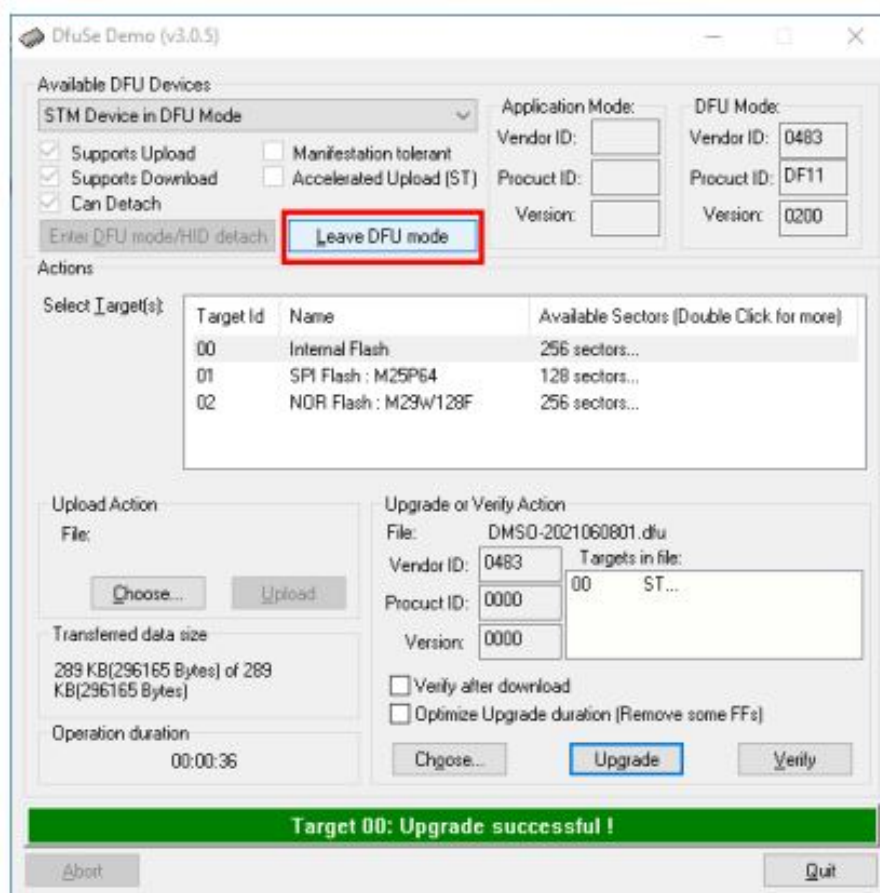 DfuSe Demo (v3.0.5)
Available DFU Devices
STM Device in DFU Mode
Supports Upload
Manifestation tolerant
Supports Download
Accelerated Upload (ST)
Can Detach
Enter DFU mode/HID detach
Leave DFU mode
Application Mode:
Vendor ID:
Procuct ID:
Version:
DFU Mode:
Vendor ID: 0483
Procuct ID: DF11
Version: 0200
Actions
Select Target(s):
Target Id Name Available Sectors (Double Click for more)
00 Internal Flash 256 sectors...
01 SPI Flash : M25P64 128 sectors...
02 NOR Flash : M29W128F 256 sectors...
Upload Action
File:
Choose... Upload
Transferred data size
289 KB(296165 Bytes) of 289
KB(296165 Bytes)
Operation duration
00:00:36
Upgrade or Verify Action
File: DMSO-2021060801.dfu
Vendor ID: 0483
Procuct ID: 0000
Version: 0000
Targets in file:
00 ST...
Verify after download
Optimize Upgrade duration (Remove some FFs)
Choose... Upgrade Verify
Target 00: Upgrade successful !
Abort Quit